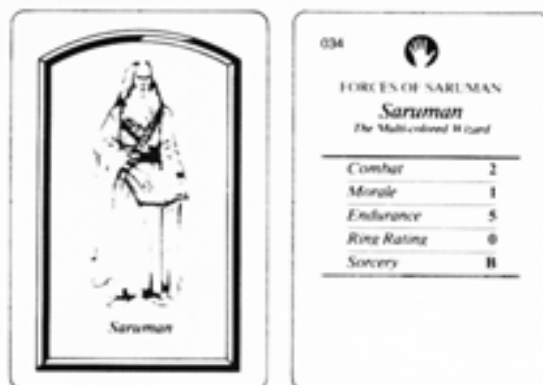 Saruman
034
FORCES OF SARUMAN
Saruman
The Multi-colored Wizard
Combat 2
Morale 1
Endurance 5
Ring Rating 0
Sorcery B